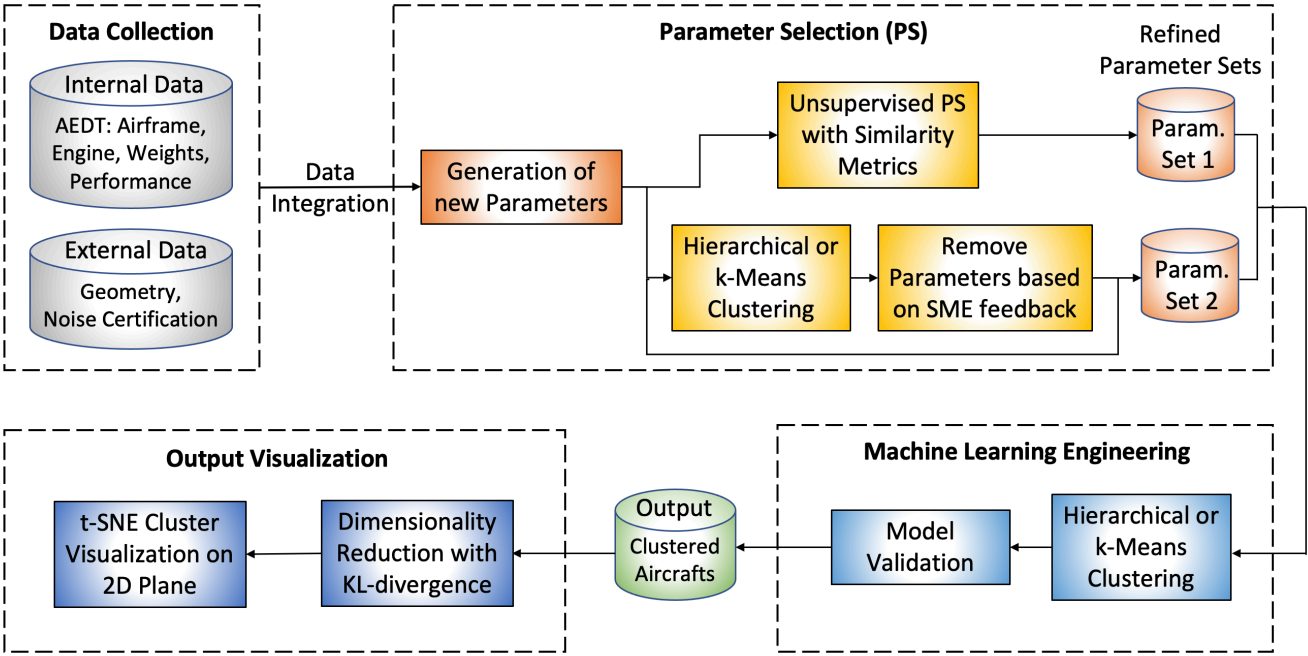 Data Collection
Internal Data
AEDT: Airframe,
Engine, Weights,
Performance
External Data
Geometry,
Noise Certification
Data
Integration
Parameter Selection (PS)
Generation of
new Parameters
Unsupervised PS
with Similarity
Metrics
Hierarchical or
k-Means
Clustering
Remove
Parameters based
on SME feedback
Refined
Parameter Sets
Param.
Set 1
Param.
Set 2
Machine Learning Engineering
Hierarchical or
k-Means
Clustering
Model
Validation
Output
Clustered
Aircrafts
Output Visualization
Dimensionality
Reduction with
KL-divergence
t-SNE Cluster
Visualization on
2D Plane